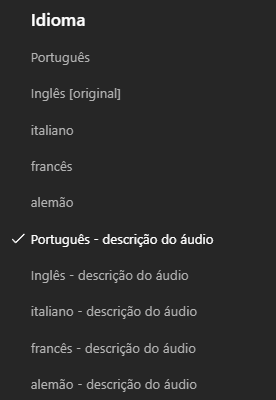 Idioma
Português
Inglês [original]
italiano
francês
alemão
Português - descrição do áudio
Inglês - descrição do áudio
italiano - descrição do áudio
francês - descrição do áudio
alemão - descrição do áudio